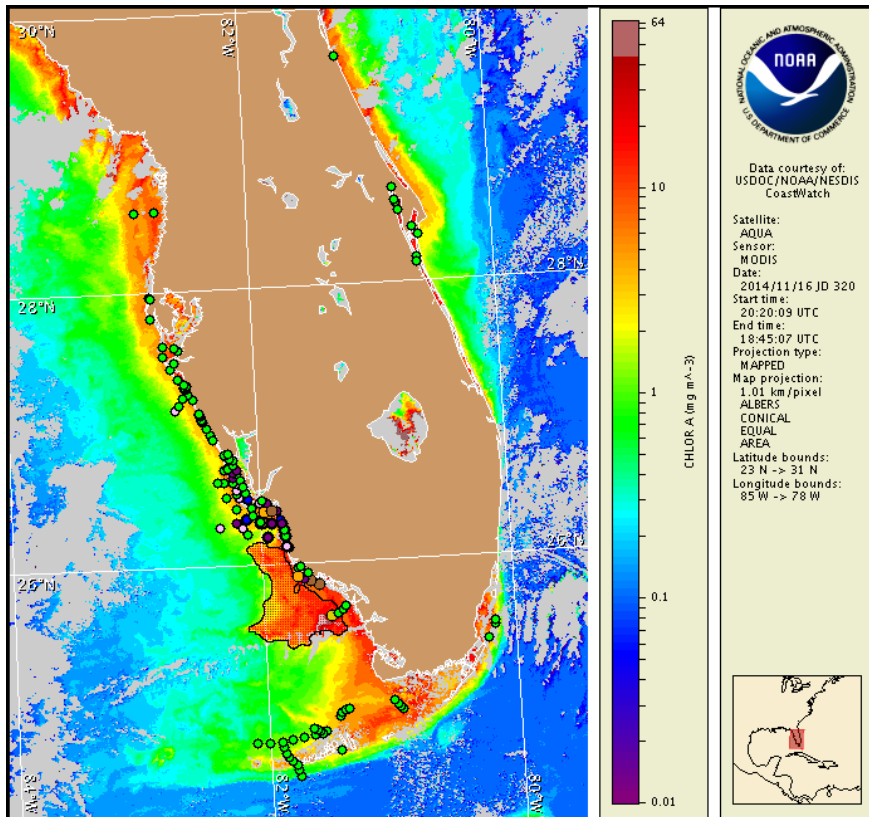 30°N
82°W
80°W
30°N
28°N
28°N
26°N
26°N
84°W
82°W
80°W
64
10
1
0.1
0.01
CHLOR A (mg m^-3)
NATIONAL OCEANIC AND ATMOSPHERIC ADMINISTRATION
NOAA
U.S. DEPARTMENT OF COMMERCE
Data courtesy of:
USDOC/NOAA/NESDIS
CoastWatch
Satellite:
AQUA
Sensor:
MODIS
Date:
2014/11/16 JD 320
Start time:
20:20:09 UTC
End time:
18:45:07 UTC
Projection type:
MAPPED
Map projection:
1.01 km/pixel
ALBERS
CONICAL
EQUAL
AREA
Latitude bounds:
23 N -> 31 N
Longitude bounds:
85 W -> 78 W